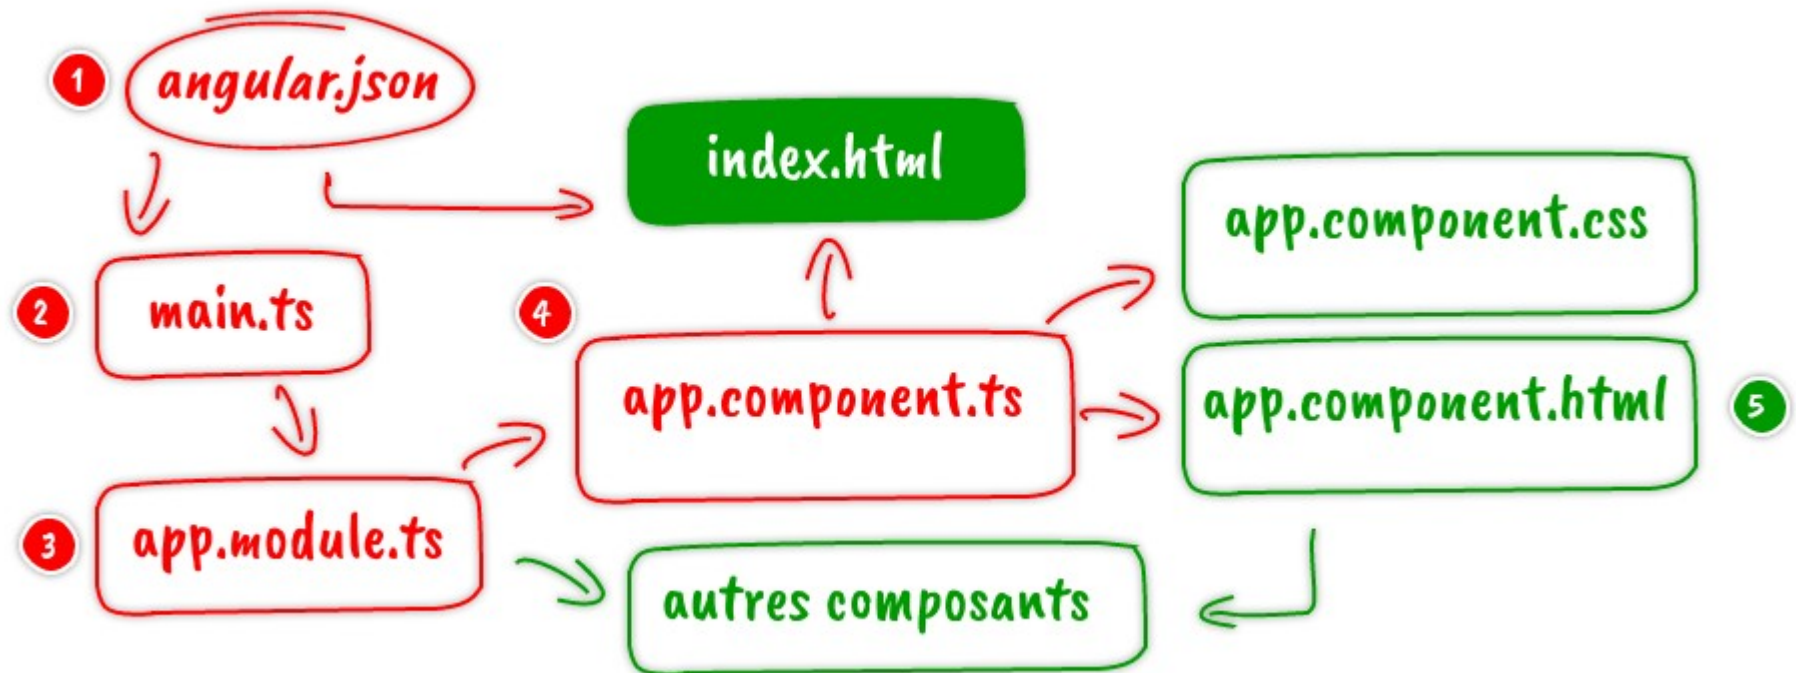 1
angular.json
index.html
app.component.css
2
main.ts
4
app.component.ts
app.component.html
5
3
app.module.ts
autres composants